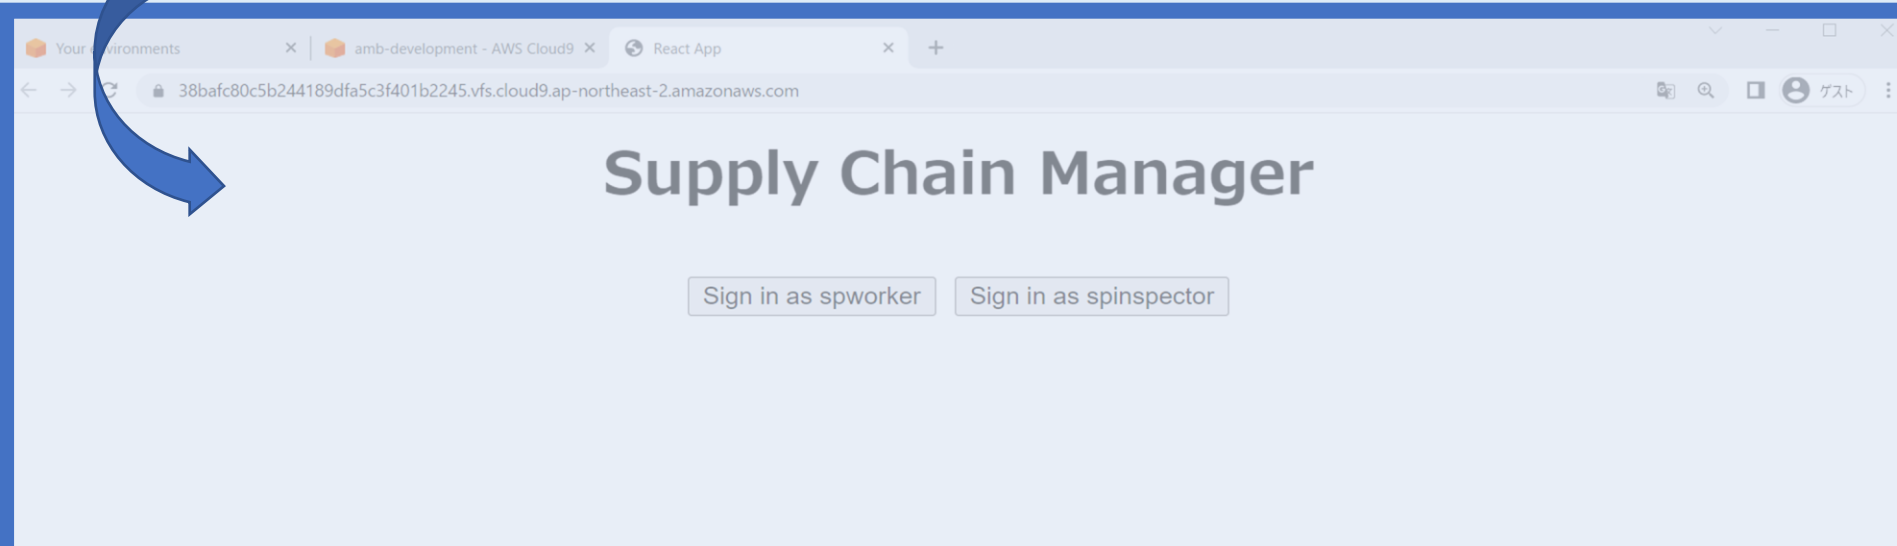 Your environments
amb-development - AWS Cloud9
React App
38bafc80c5b244189dfa5c3f401b2245.vfs.cloud9.ap-northeast-2.amazonaws.com
ゲスト
Supply Chain Manager
Sign in as spworker
Sign in as spinspector